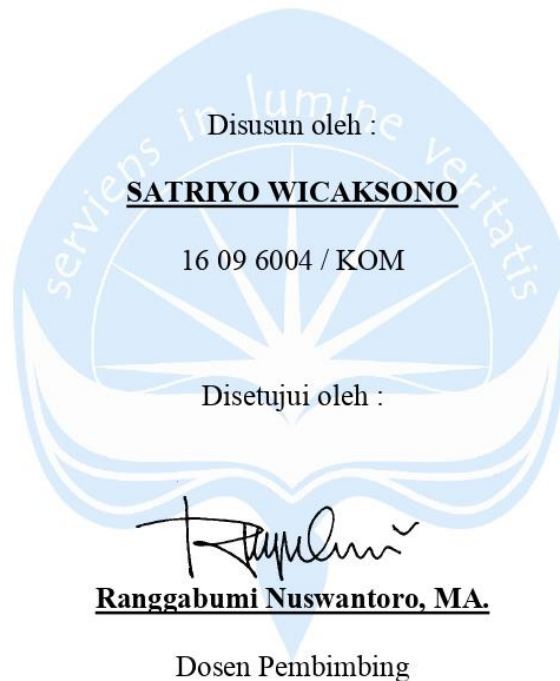 serviens in lumine veritatis
Disusun oleh :
SATRIYO WICAKSONO
16 09 6004 / KOM
Disetujui oleh :
Ranggabumi Nuswantoro, MA.
Dosen Pembimbing